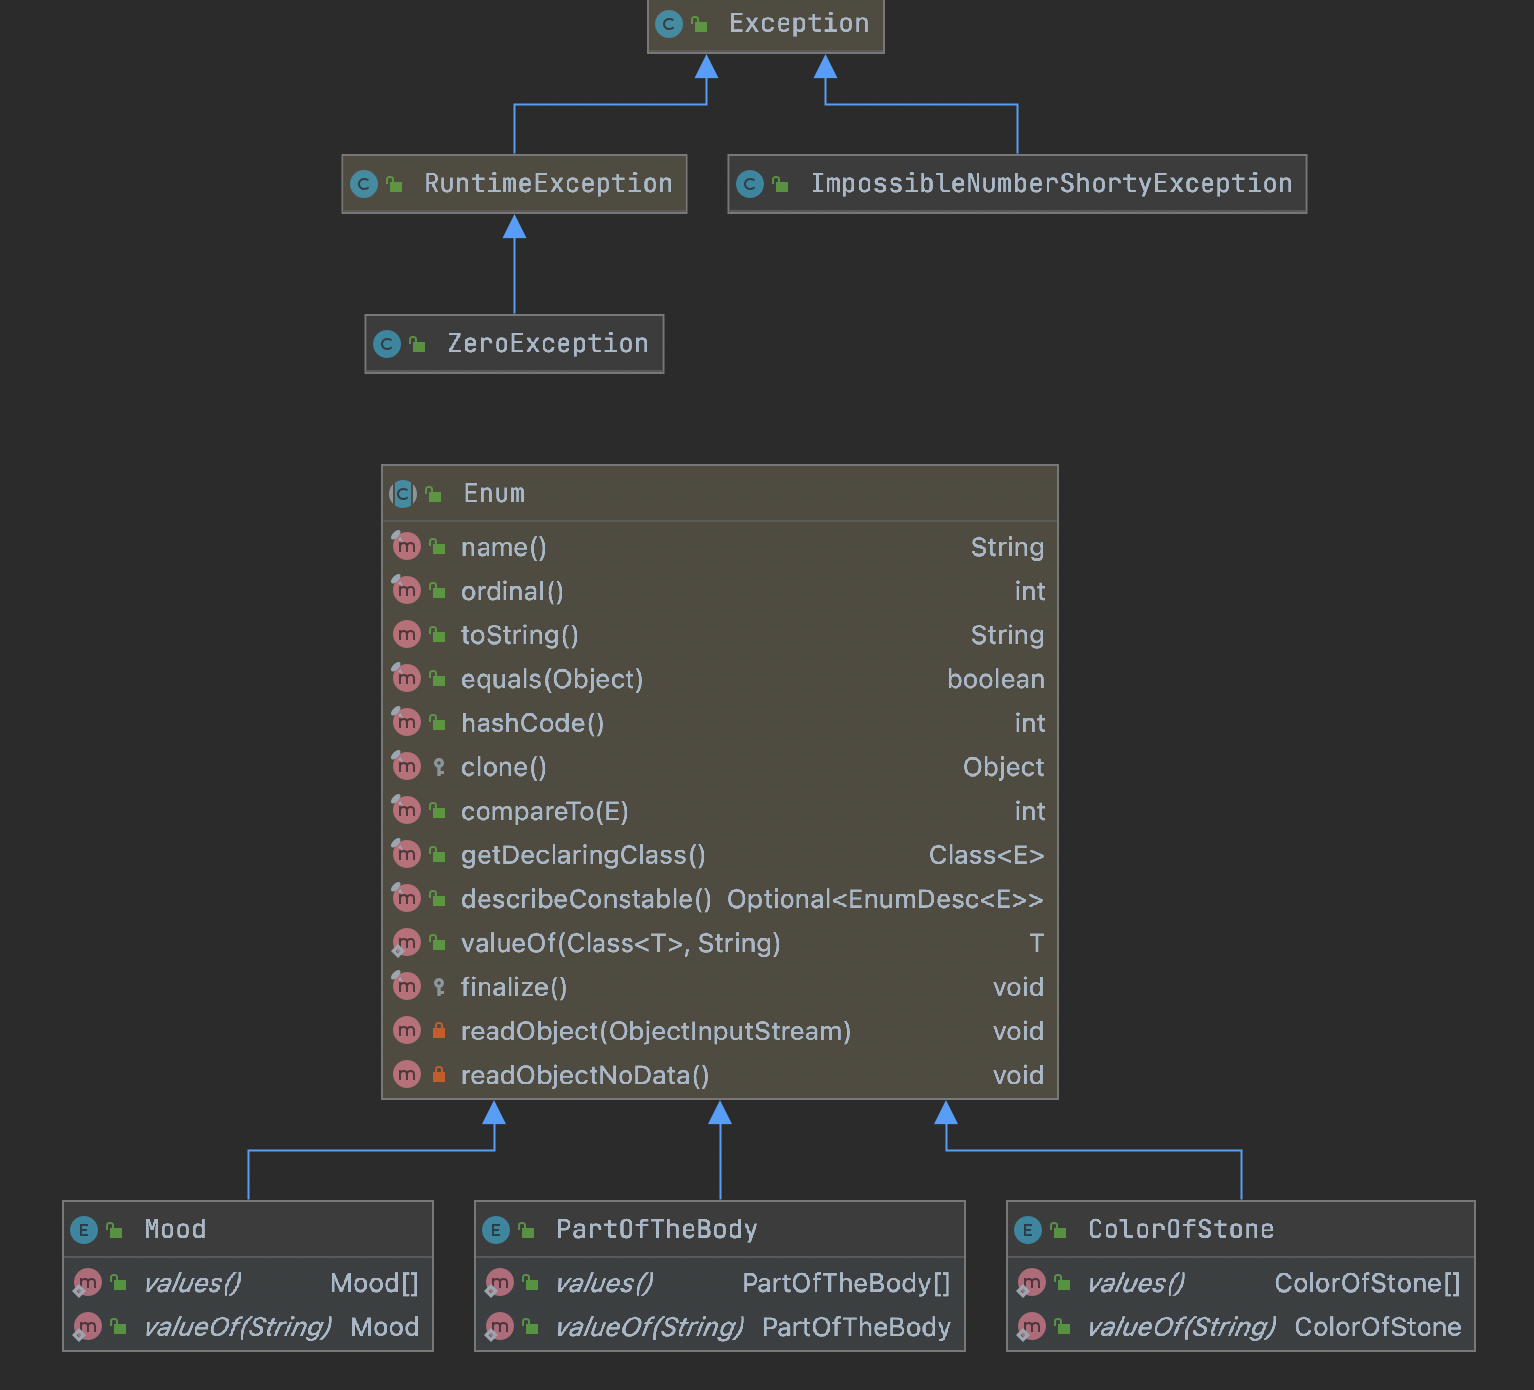 Exception
RuntimeException
ImpossibleNumberShortyException
ZeroException
Enum
name() String
ordinal() int
toString() String
equals(Object) boolean
hashCode() int
clone() Object
compareTo(E) int
getDeclaringClass() Class<E>
describeConstable() Optional<EnumDesc<E>>
valueOf(Class<T>, String) T
finalize() void
readObject(ObjectInputStream) void
readObjectNoData() void
Mood
values() Mood[]
valueOf(String) Mood
PartOfTheBody
values() PartOfTheBody[]
valueOf(String) PartOfTheBody
ColorOfStone
values() ColorOfStone[]
valueOf(String) ColorOfStone